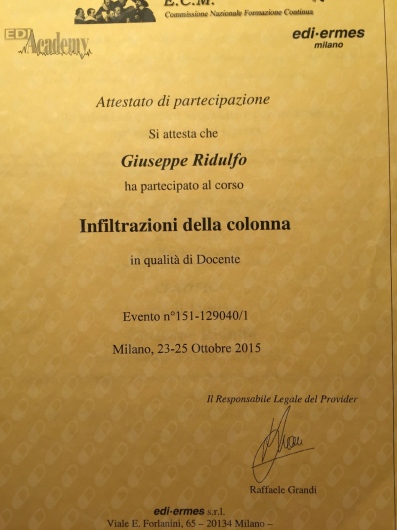 E.C.M.
Commissione Nazionale Formazione Continua
EDI Academy
edi·ermes
milano
Attestato di partecipazione
Si attesta che
Giuseppe Ridulfo
ha partecipato al corso
Infiltrazioni della colonna
in qualità di Docente
Evento n°151-129040/1
Milano, 23-25 Ottobre 2015
Il Responsabile Legale del Provider
Raffaele Grandi
edi-ermes s.r.l.
Viale E. Forlanini, 65 – 20134 Milano –